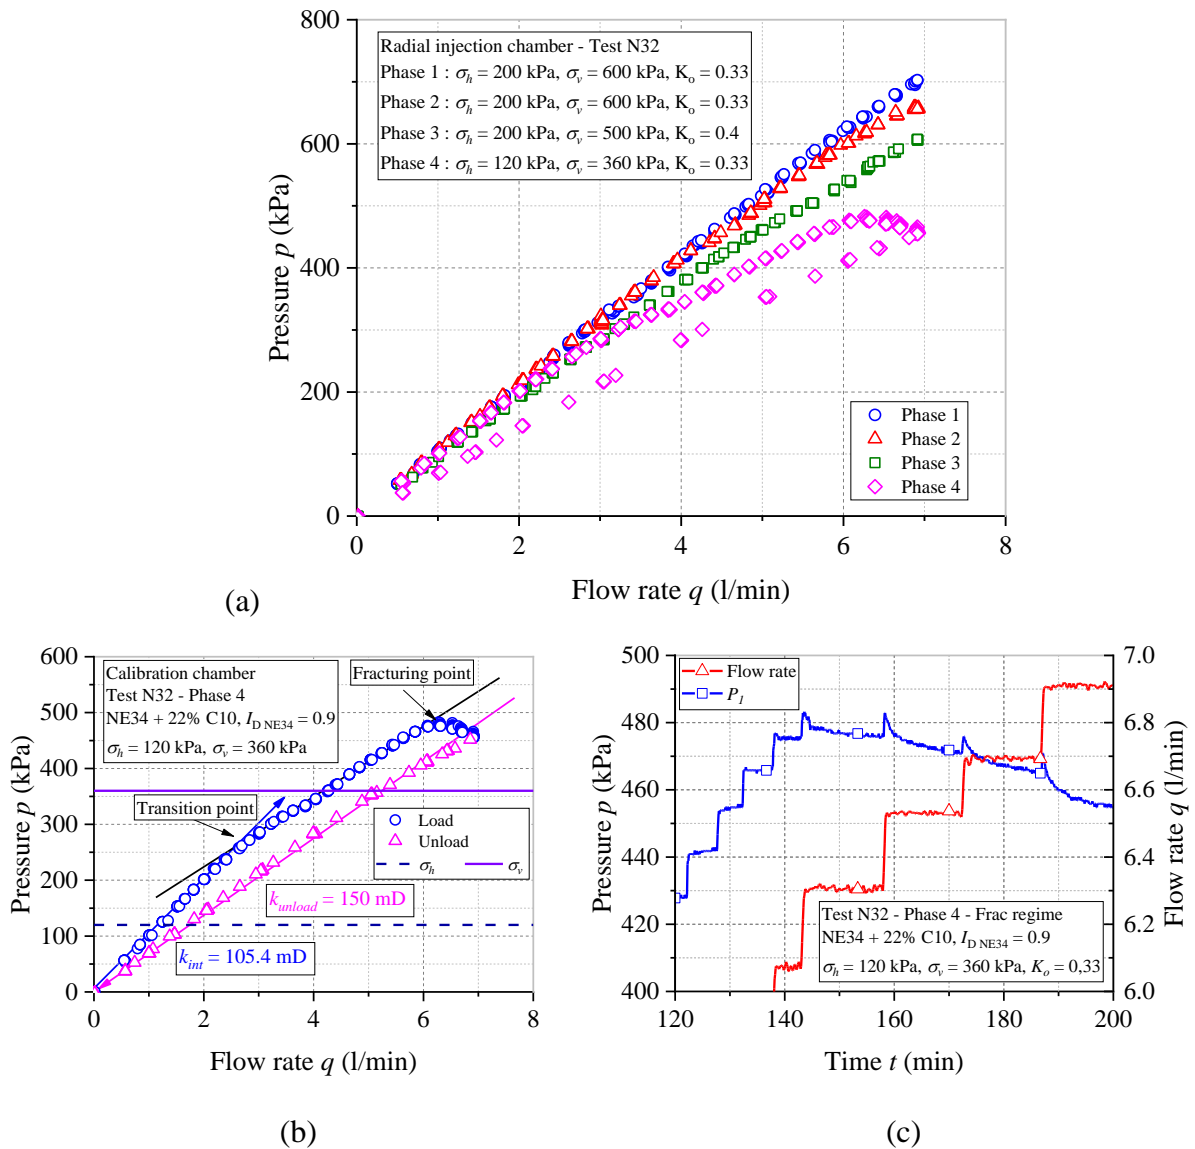 800
600
400
200
0
Pressure p (kPa)
Radial injection chamber - Test N32
Phase 1 : σh = 200 kPa, σv = 600 kPa, Ko = 0.33
Phase 2 : σh = 200 kPa, σv = 600 kPa, Ko = 0.33
Phase 3 : σh = 200 kPa, σv = 500 kPa, Ko = 0.4
Phase 4 : σh = 120 kPa, σv = 360 kPa, Ko = 0.33
Phase 1
Phase 2
Phase 3
Phase 4
0 2 4 6 8
Flow rate q (l/min)
(a)
600
500
400
300
200
100
0
Pressure p (kPa)
Calibration chamber
Test N32 - Phase 4
NE34 + 22% C10, ID NE34 = 0.9
σh = 120 kPa, σv = 360 kPa
Fracturing point
Transition point
Load
Unload
σh σv
kunload = 150 mD
kint = 105.4 mD
0 2 4 6 8
Flow rate q (l/min)
(b)
500
480
460
440
420
400
Pressure p (kPa)
Flow rate
P1
Test N32 - Phase 4 - Frac regime
NE34 + 22% C10, ID NE34 = 0.9
σh = 120 kPa, σv = 360 kPa, Ko = 0,33
7.0
6.8
6.6
6.4
6.2
6.0
Flow rate q (l/min)
120 140 160 180 200
Time t (min)
(c)